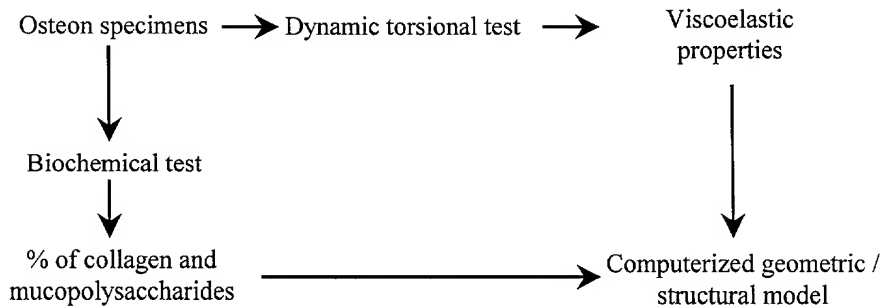 Osteon specimens
Dynamic torsional test
Viscoelastic
properties
Biochemical test
% of collagen and
mucopolysaccharides
Computerized geometric /
structural model